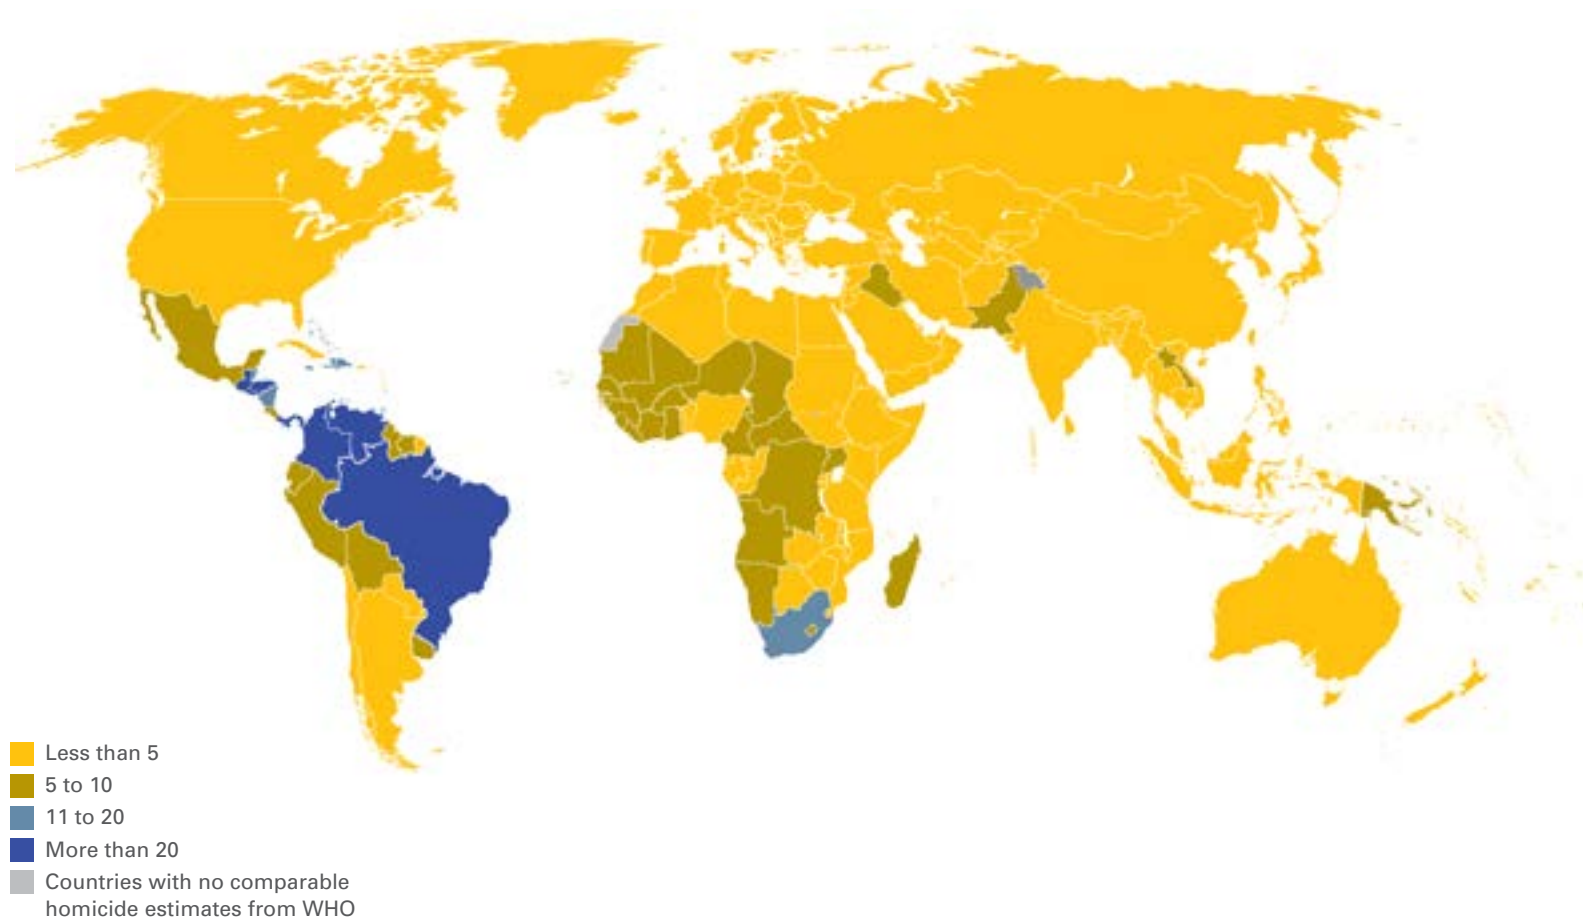 Less than 5
5 to 10
11 to 20
More than 20
Countries with no comparable
homicide estimates from WHO